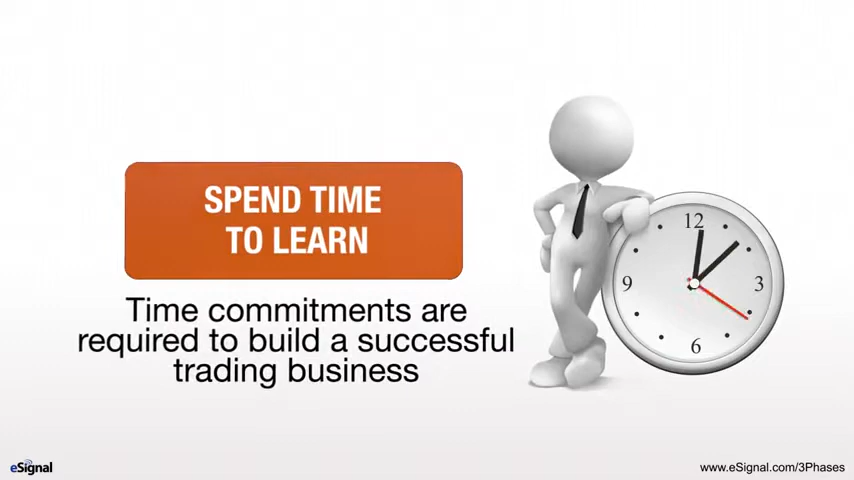 SPEND TIME
TO LEARN
Time commitments are
required to build a successful
trading business
12
9
3
6
eSignal
www.eSignal.com/3Phases